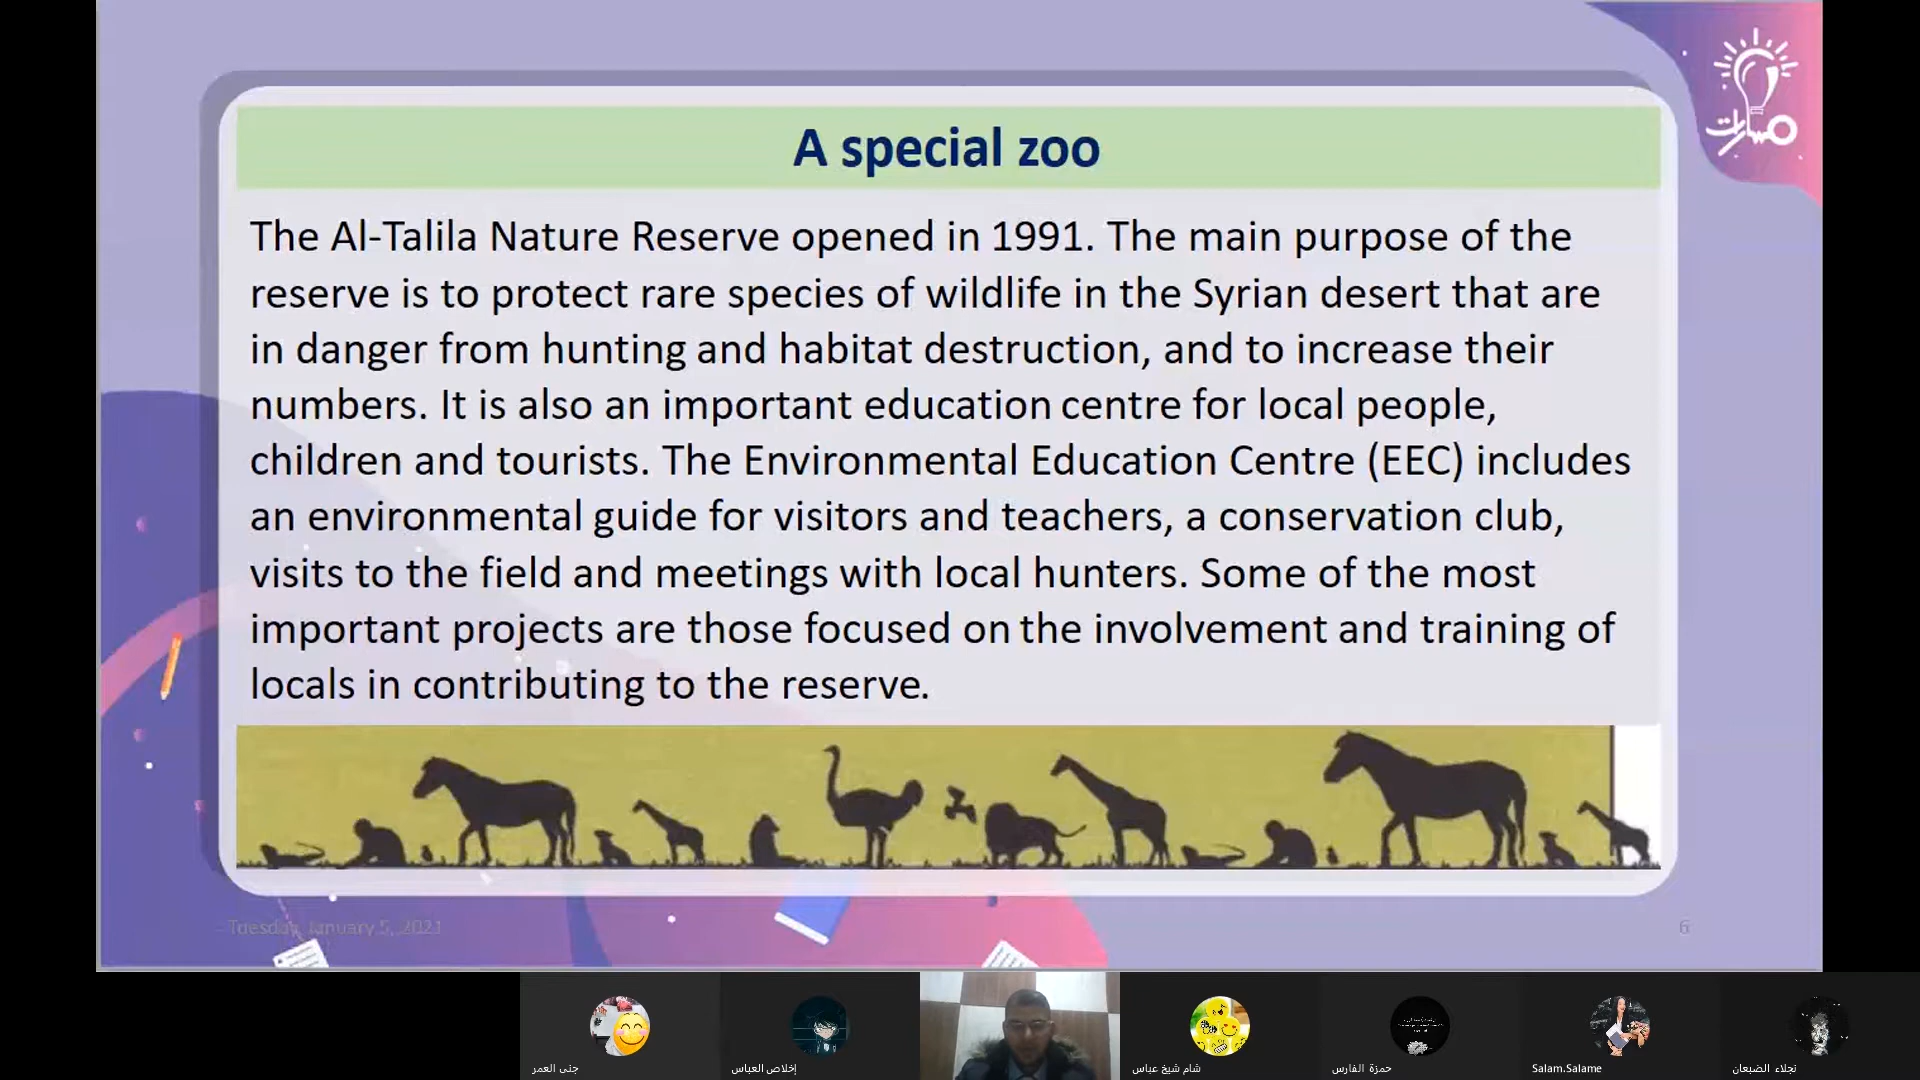 مسارات
A special zoo
The Al-Talila Nature Reserve opened in 1991. The main purpose of the
reserve is to protect rare species of wildlife in the Syrian desert that are
in danger from hunting and habitat destruction, and to increase their
numbers. It is also an important education centre for local people,
children and tourists. The Environmental Education Centre (EEC) includes
an environmental guide for visitors and teachers, a conservation club,
visits to the field and meetings with local hunters. Some of the most
important projects are those focused on the involvement and training of
locals in contributing to the reserve.
Tuesday, January 5, 2021
6
جنى العمر
إخلاص العباس
شام شيخ عباس
حمزة الفارس
Salam.Salame
نجلاء الضبعان